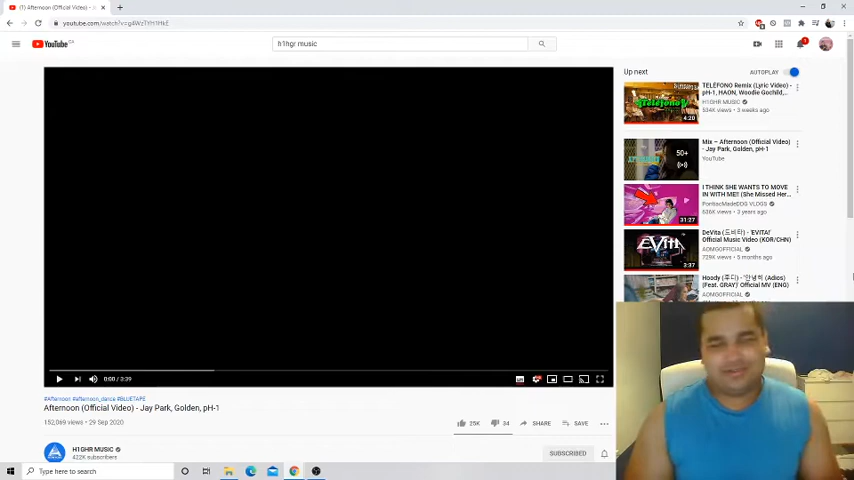 (1) Afternoon (Official Video) -
youtube.com/watch?v=g4WzTYH1HkE
YouTube CA
h1hgr music
Up next
AUTOPLAY
TELÉFONO Remix (Lyric Video) -
pH-1, HAON, Woodie Gochild,...
H1GHR MUSIC
534K views • 3 weeks ago
4:20
Mix – Afternoon (Official Video)
- Jay Park, Golden, pH-1
YouTube
50+
I THINK SHE WANTS TO MOVE
IN WITH ME!! (She Missed Her...
PontiacMadeDDG VLOGS
636K views • 2 years ago
31:27
DeVita (드비타) - 'EVITA!'
Official Music Video (KOR/CHN)
AOMGOFFICIAL
729K views • 5 months ago
EVITA!
3:37
Hoody (후디) - '안녕히 (Adios)
(Feat. GRAY)' Official MV (ENG)
AOMGOFFICIAL
0:00 / 3:39
#Afternoon #afternoon_dance #BLUETAPE
Afternoon (Official Video) - Jay Park, Golden, pH-1
152,069 views • 29 Sep 2020
25K
34
SHARE
SAVE
H1GHR MUSIC
422K subscribers
SUBSCRIBED
Type here to search